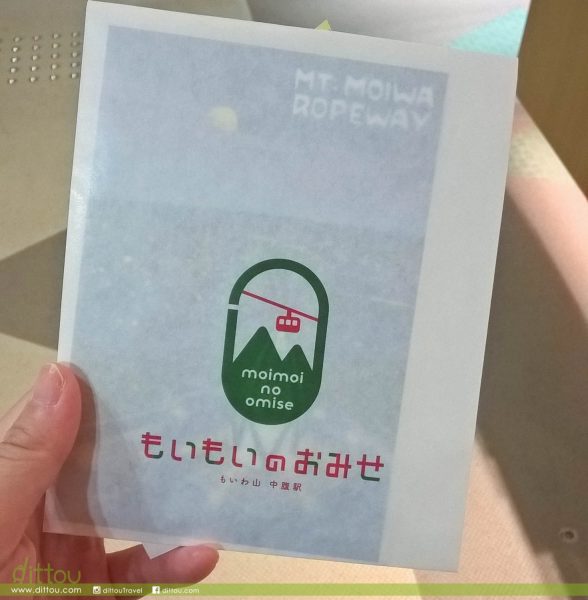 MT. MOIWA
ROPEWAY
moimoi
no
omise
もいもいのおみせ
もいわ山 中腹駅
dittou
www.dittou.com dittoutravel dittou.com